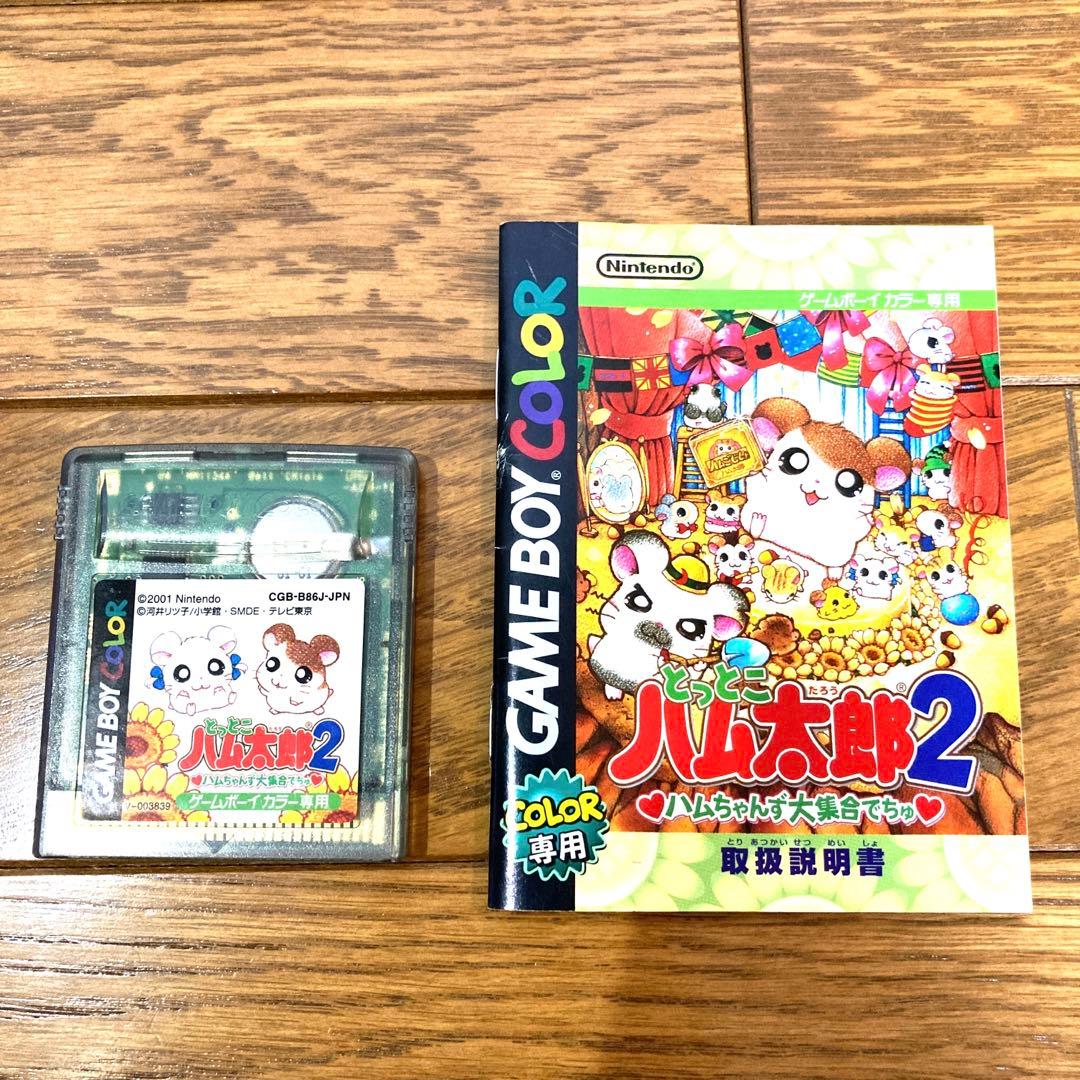 ©2001 Nintendo
CGB-B86J-JPN
©河井リツ子/小学館・SMDE・テレビ東京
GAME BOY COLOR
とっとこ
ハム太郎®2
♥ハムちゃんず大集合でちゅ♥
ゲームボーイカラー専用
V-003839
Nintendo®
ゲームボーイカラー専用
GAME BOY® COLOR
とっとこ
たろう
ハム太郎®2
♥ハムちゃんず大集合でちゅ♥
COLOR
専用
とりあつかいせつめいしょ
取扱説明書